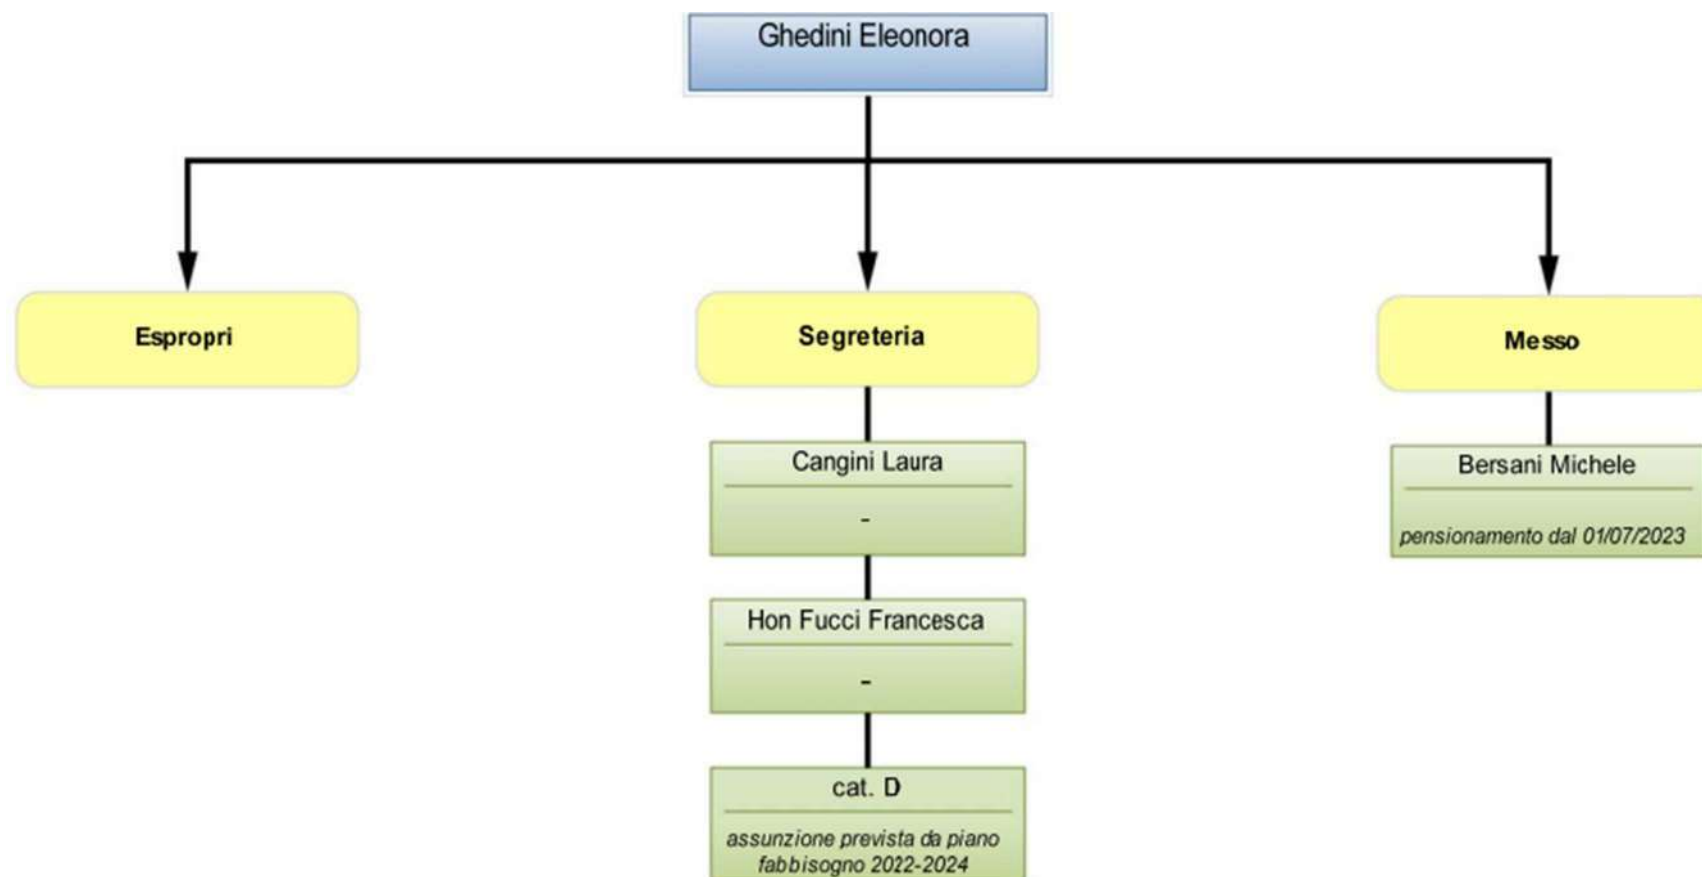 Ghedini Eleonora
Espropri
Segreteria
Messo
Cangini Laura
-
Hon Fucci Francesca
-
cat. D
assunzione prevista da piano
fabbisogno 2022-2024
Bersani Michele
pensionamento dal 01/07/2023